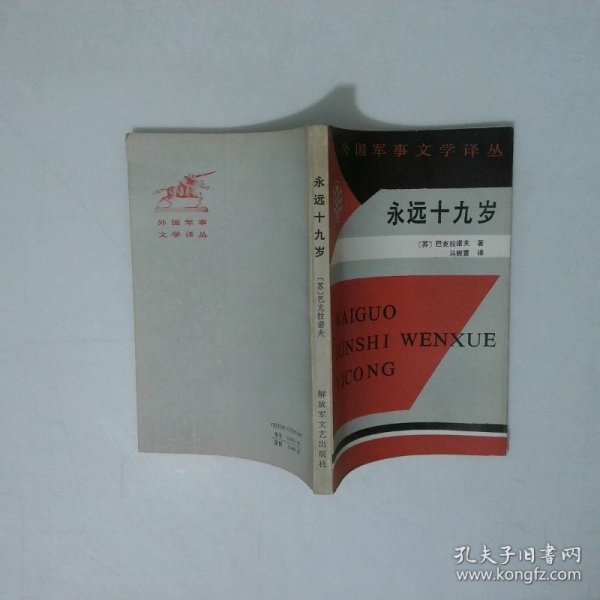 外国军事
文学译丛
永远十九岁
〔苏〕巴克拉诺夫
解放军文艺出版社
外国军事文学译丛
永远十九岁
〔苏〕巴克拉诺夫 著
马振寰 译
WAIGUO
JUNSHI WENXUE
YICONG
孔夫子旧书网
www.kongfz.com